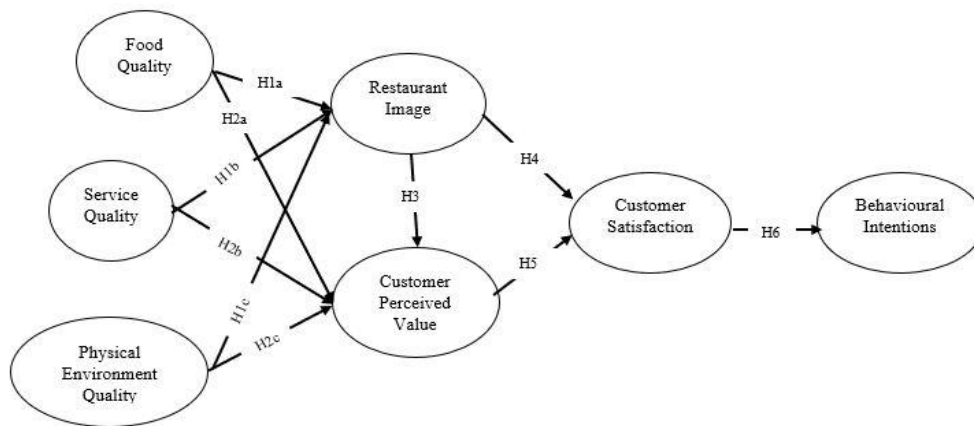 Food
Quality
H1a
H2a
Restaurant
Image
H1b
Service
Quality
H2b
H3
H4
Customer
Satisfaction
H6
Behavioural
Intentions
H5
H1c
Customer
Perceived
Value
H2c
Physical
Environment
Quality